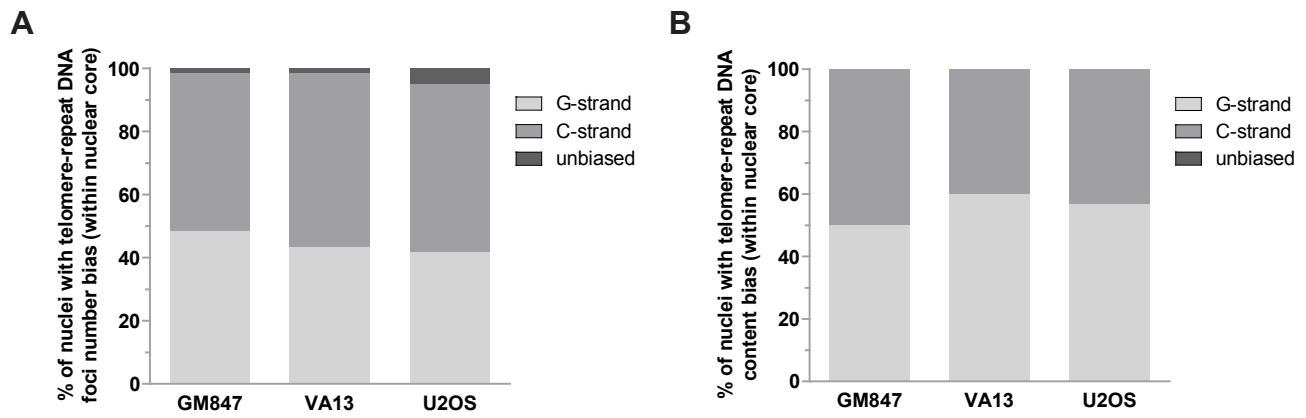 A
% of nuclei with telomere-repeat DNA
foci number bias (within nuclear core)
100
80
60
40
20
0
GM847
VA13
U2OS
G-strand
C-strand
unbiased
B
% of nuclei with telomere-repeat DNA
content bias (within nuclear core)
100
80
60
40
20
0
GM847
VA13
U2OS
G-strand
C-strand
unbiased